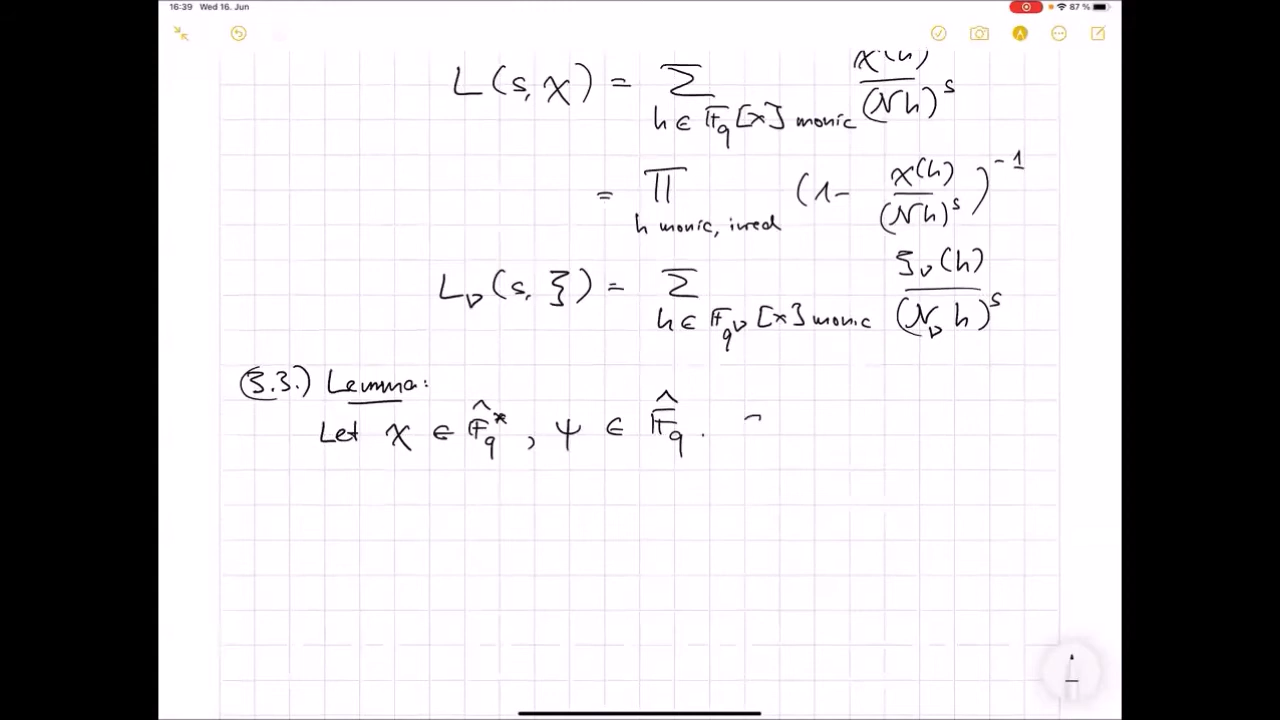 16:39 Wed 16. Jun 87 %
L(s, χ) = Σ_{h ∈ 𝔽_q[x] monic} χ(h)/(𝒩h)^s
= Π_{h monic, irred} (1 − χ(h)/(𝒩h)^s)^{-1}
L_ν(s, ξ) = Σ_{h ∈ 𝔽_{q^ν}[x] monic} ξ_ν(h)/(𝒩_ν h)^s
(3.3.) Lemma:
Let χ ∈ 𝔽̂_q^*, ψ ∈ 𝔽̂_q.